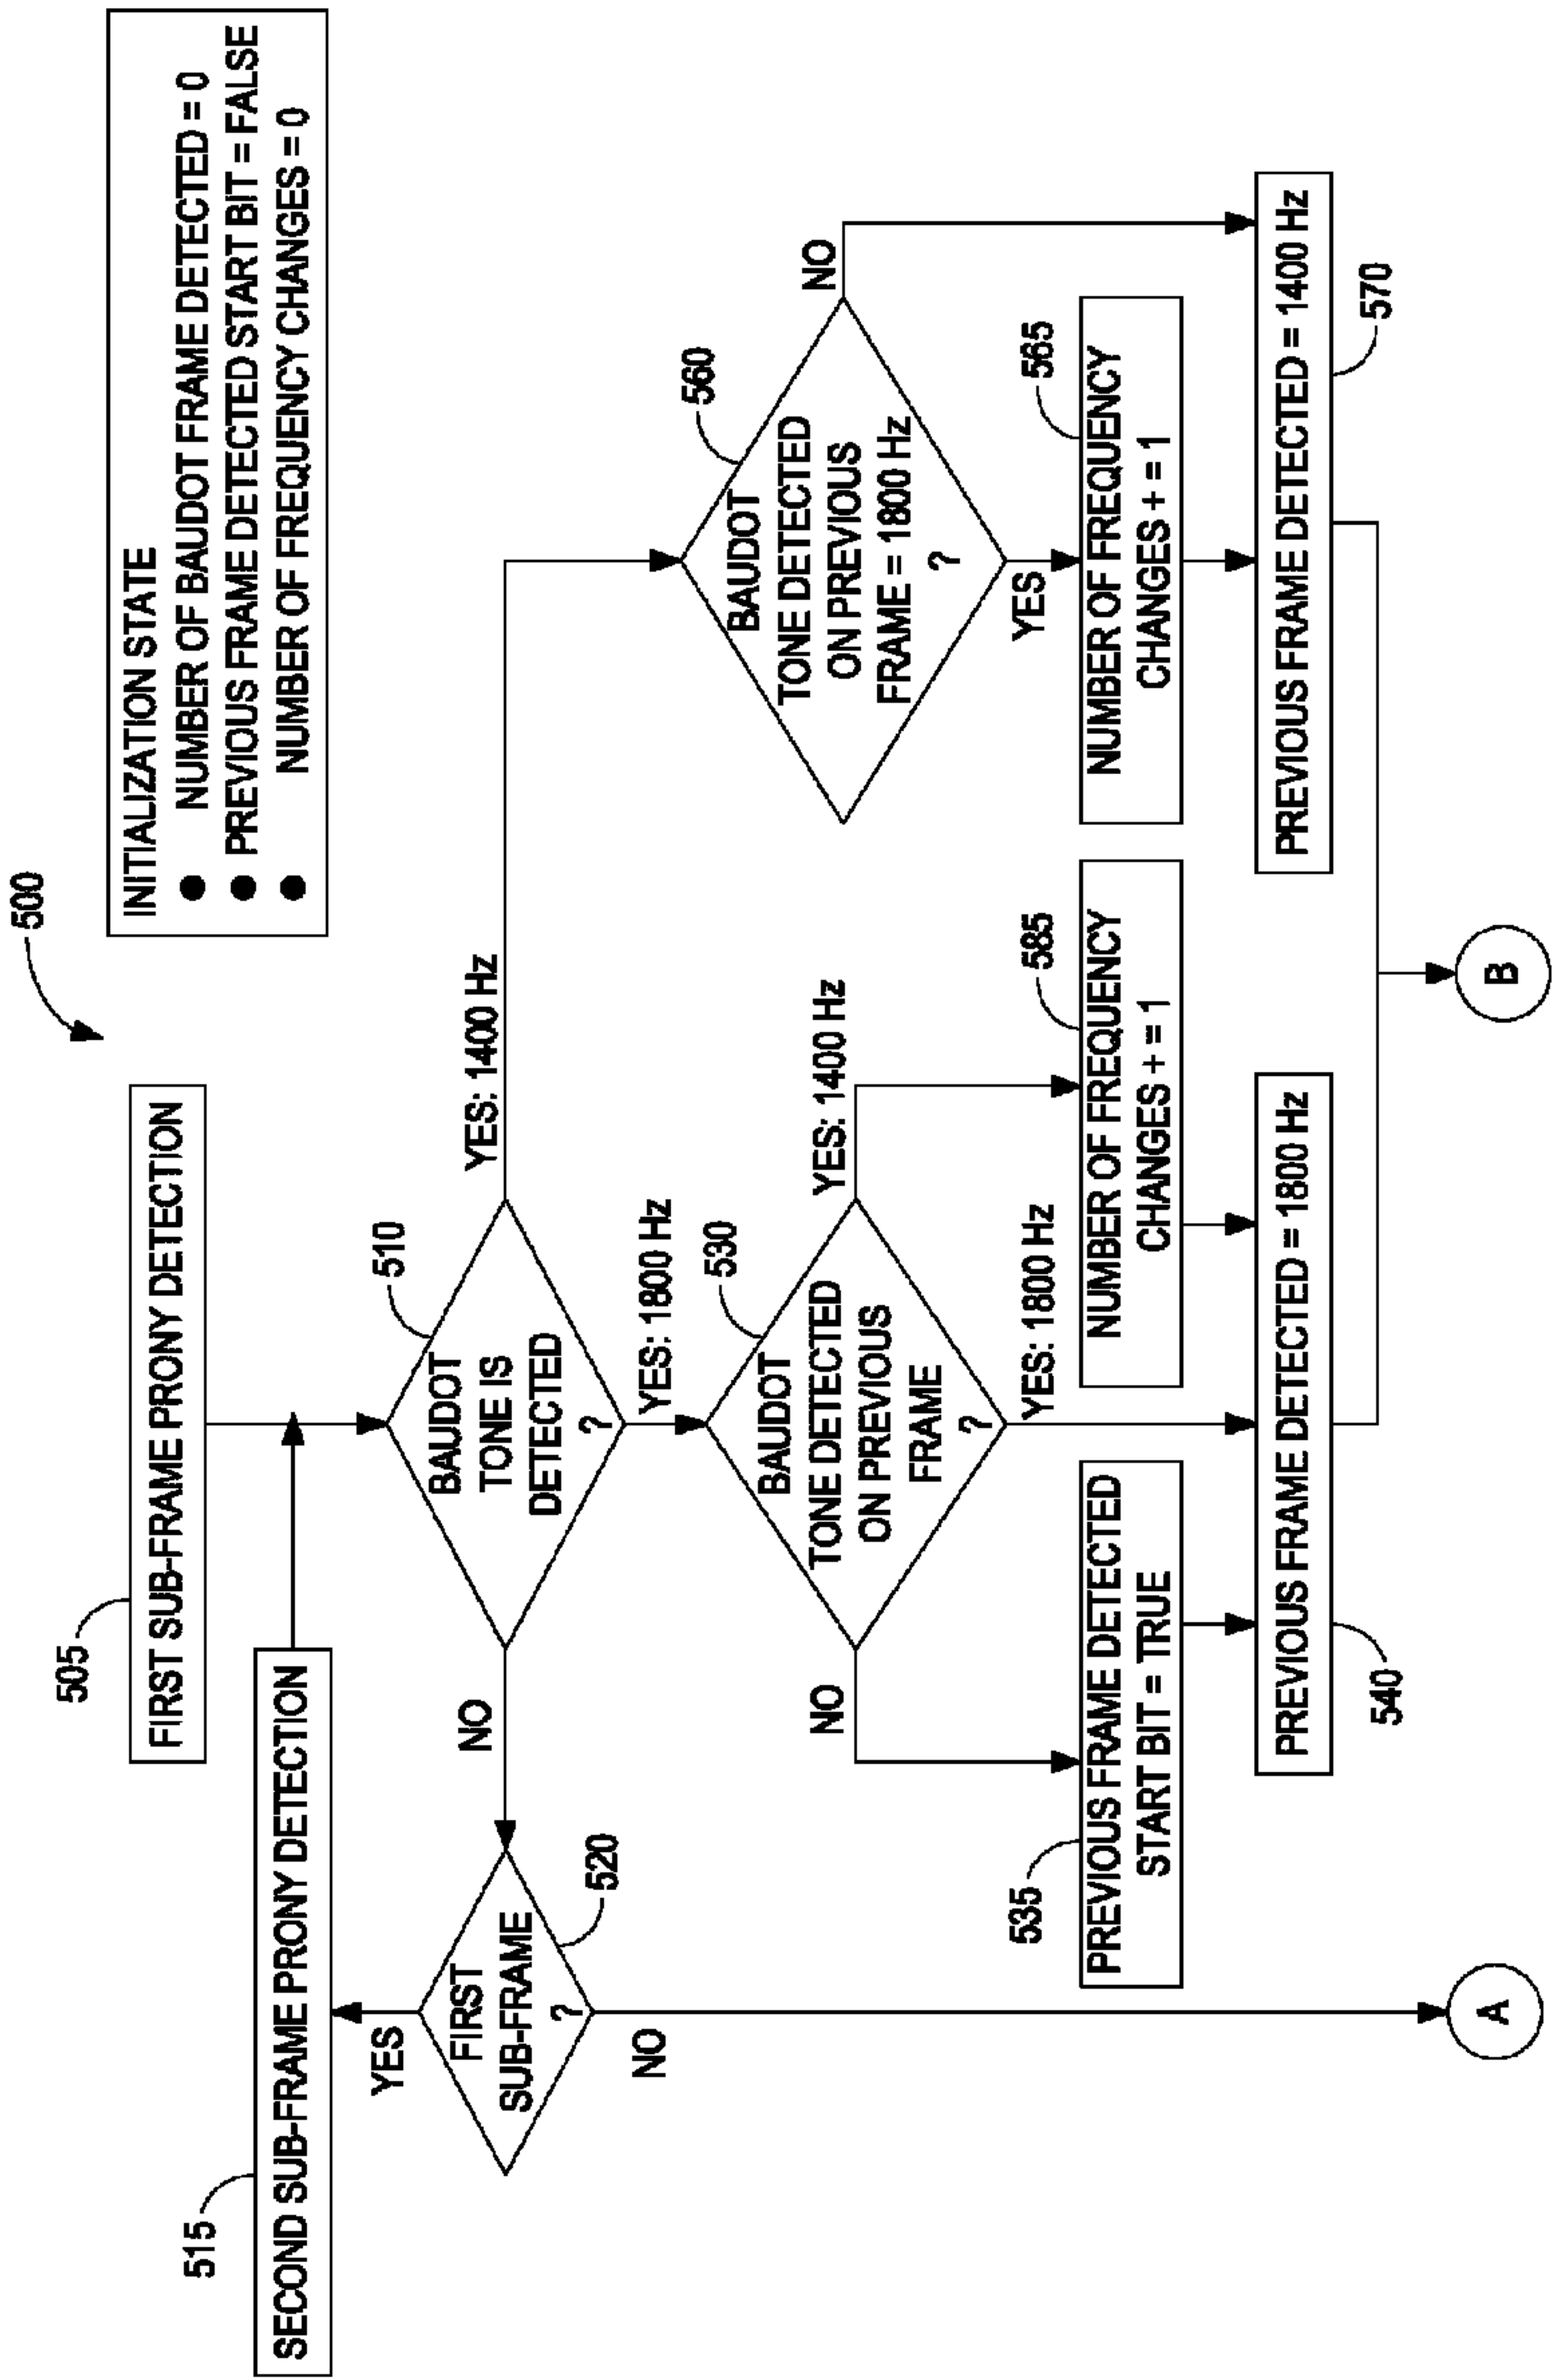 500
INITIALIZATION STATE
● NUMBER OF BAUDOT FRAME DETECTED = 0
● PREVIOUS FRAME DETECTED START BIT = FALSE
● NUMBER OF FREQUENCY CHANGES = 0
505
FIRST SUB-FRAME PRONY DETECTION
515
SECOND SUB-FRAME PRONY DETECTION
510
BAUDOT
TONE IS
DETECTED
?
NO
YES: 1400 Hz
YES: 1800 Hz
520
FIRST
SUB-FRAME
?
YES
NO
530
BAUDOT
TONE DETECTED
ON PREVIOUS
FRAME
?
NO
YES: 1400 Hz
YES: 1800 Hz
560
BAUDOT
TONE DETECTED
ON PREVIOUS
FRAME = 1800 Hz
?
NO
YES
535
PREVIOUS FRAME DETECTED
START BIT = TRUE
585
NUMBER OF FREQUENCY
CHANGES + = 1
565
NUMBER OF FREQUENCY
CHANGES + = 1
PREVIOUS FRAME DETECTED = 1800 Hz
540
PREVIOUS FRAME DETECTED = 1400 Hz
570
A
B